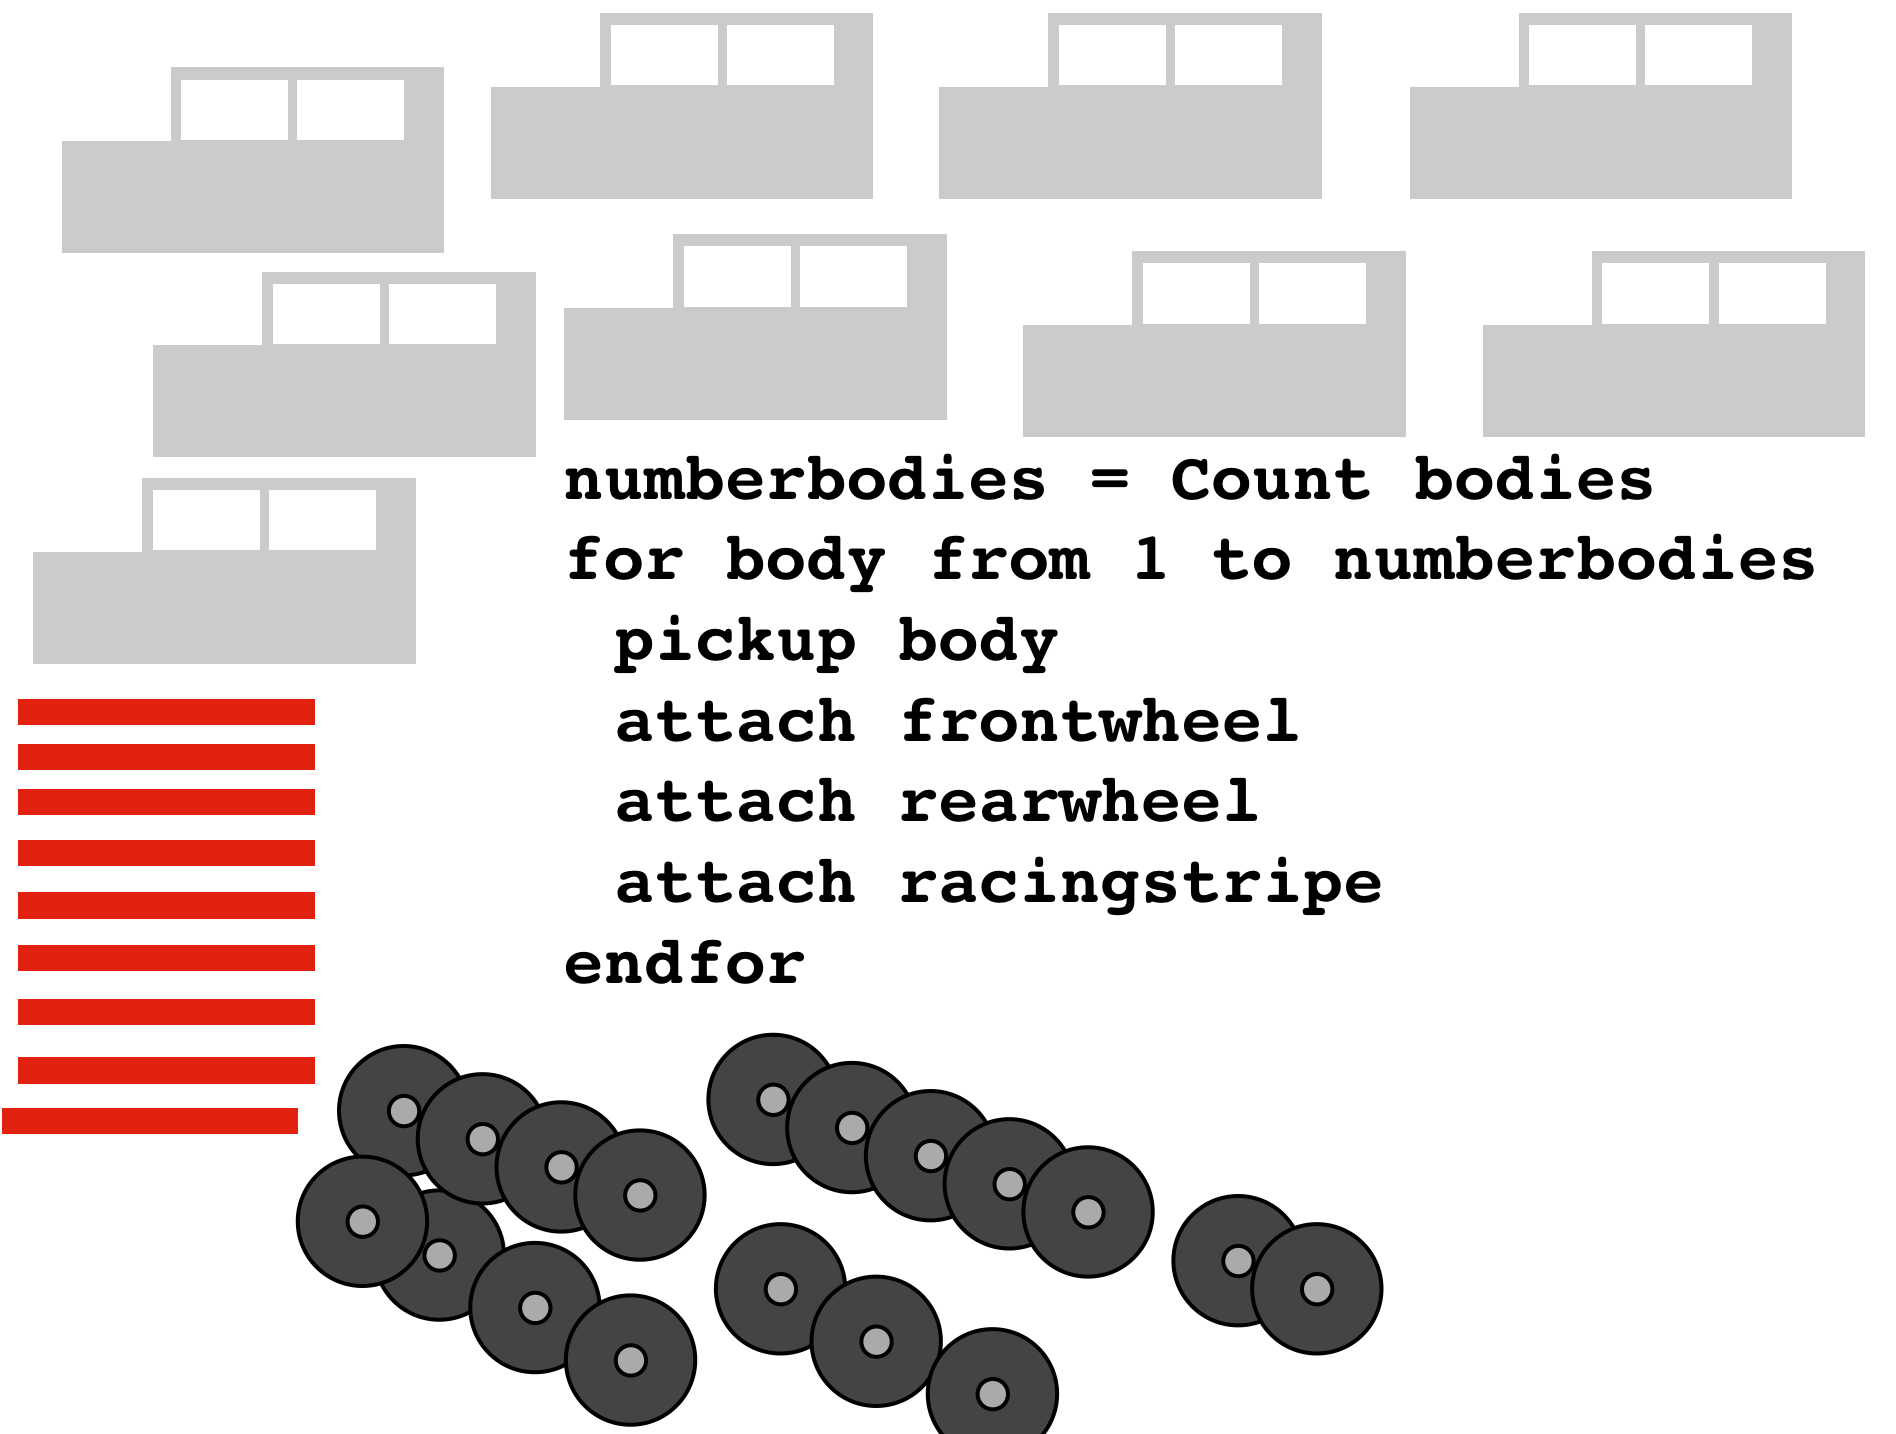 numberbodies = Count bodies
for body from 1 to numberbodies
pickup body
attach frontwheel
attach rearwheel
attach racingstripe
endfor